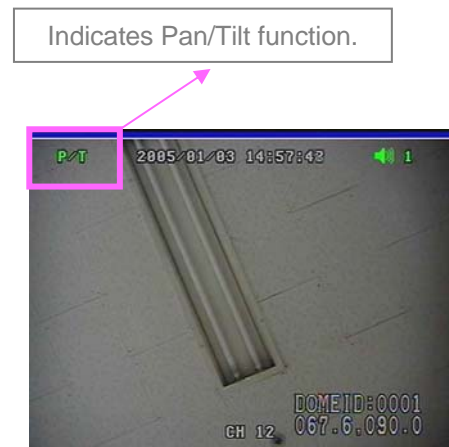 Indicates Pan/Tilt function.
P/T 2005/01/03 14:57:42 1
DOMEID:0001
CH 12 067.6.090.0